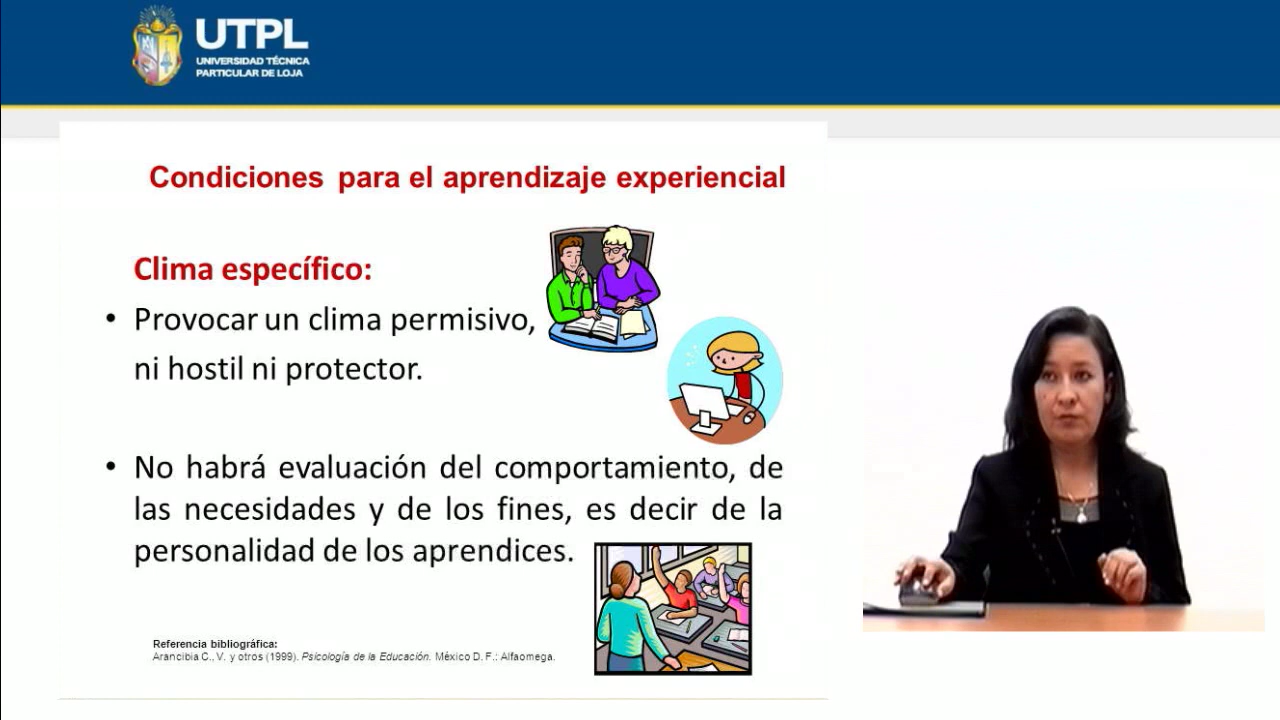 UTPL
UNIVERSIDAD TÉCNICA
PARTICULAR DE LOJA
Condiciones para el aprendizaje experiencial
Clima específico:
• Provocar un clima permisivo,
ni hostil ni protector.
• No habrá evaluación del comportamiento, de
las necesidades y de los fines, es decir de la
personalidad de los aprendices.
Referencia bibliográfica:
Arancibia C., V. y otros (1999). Psicología de la Educación. México D. F.: Alfaomega.